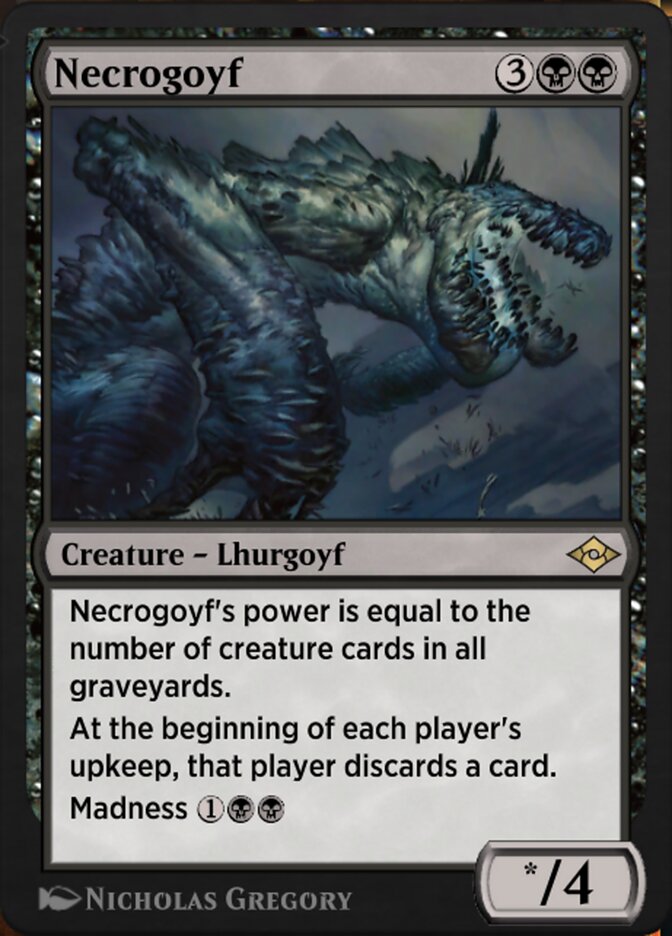 Necrogoyf 3
Creature – Lhurgoyf
Necrogoyf's power is equal to the
number of creature cards in all
graveyards.
At the beginning of each player's
upkeep, that player discards a card.
Madness 1
*/4
Nicholas Gregory